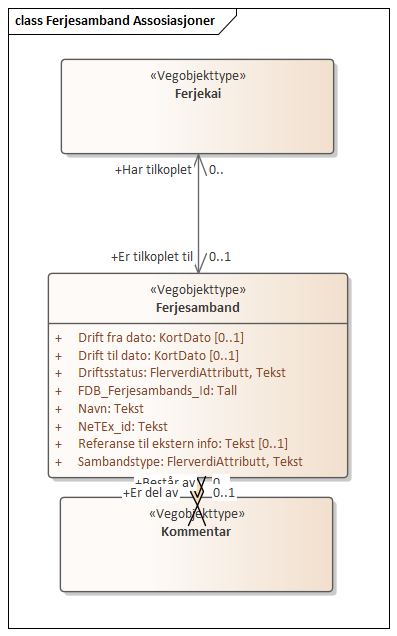 class Ferjesamband Assosiasjoner
«Vegobjekttype»
Ferjekai
+Har tilkoplet 0..
+Er tilkoplet til 0..1
«Vegobjekttype»
Ferjesamband
+ Drift fra dato: KortDato [0..1]
+ Drift til dato: KortDato [0..1]
+ Driftsstatus: FlerverdiAttributt, Tekst
+ FDB_Ferjesambands_Id: Tall
+ Navn: Tekst
+ NeTEx_id: Tekst
+ Referanse til ekstern info: Tekst [0..1]
+ Sambandstype: FlerverdiAttributt, Tekst
+Består av 0..
+Er del av 0..1
«Vegobjekttype»
Kommentar